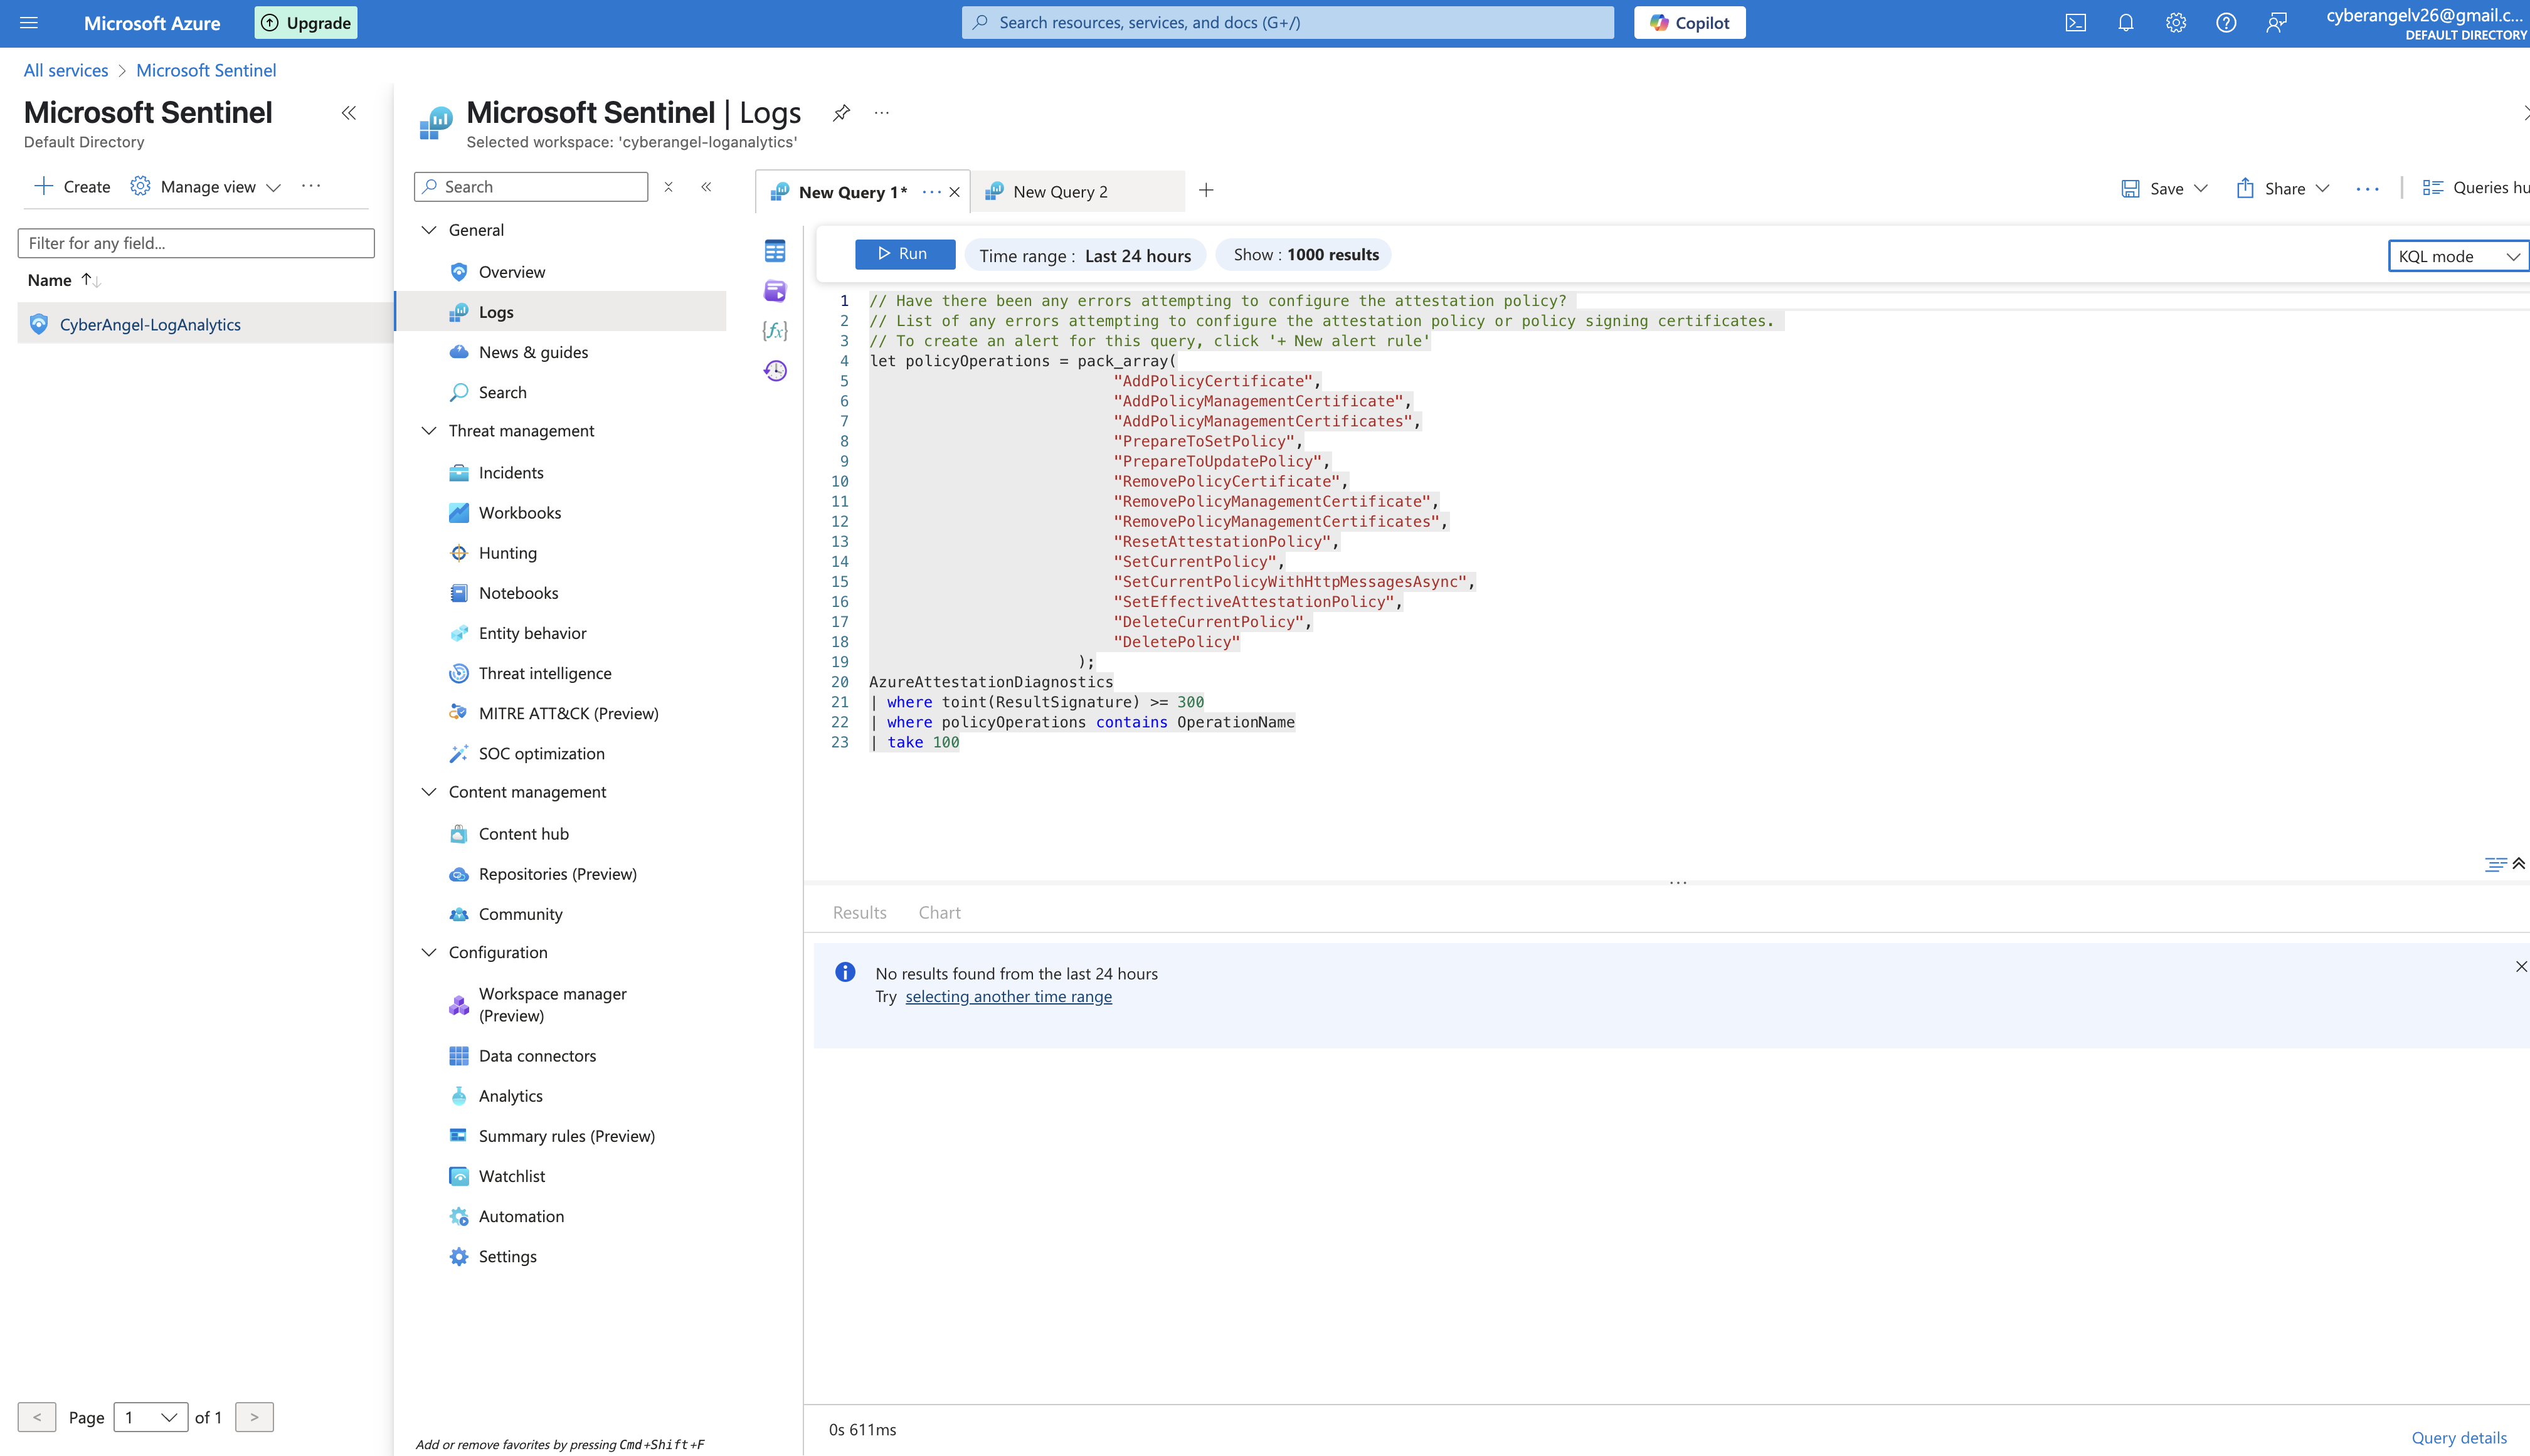 Microsoft Azure
Upgrade
Search resources, services, and docs (G+/)
Copilot
cyberangelv26@gmail.c...
DEFAULT DIRECTORY
All services > Microsoft Sentinel
Microsoft Sentinel
Default Directory
Create
Manage view
Filter for any field...
Name
CyberAngel-LogAnalytics
< Page 1 of 1 >
Microsoft Sentinel | Logs
Selected workspace: 'cyberangel-loganalytics'
Search
General
Overview
Logs
News & guides
Search
Threat management
Incidents
Workbooks
Hunting
Notebooks
Entity behavior
Threat intelligence
MITRE ATT&CK (Preview)
SOC optimization
Content management
Content hub
Repositories (Preview)
Community
Configuration
Workspace manager
(Preview)
Data connectors
Analytics
Summary rules (Preview)
Watchlist
Automation
Settings
Add or remove favorites by pressing Cmd+Shift+F
New Query 1*
New Query 2
Save
Share
Queries hu
Run
Time range : Last 24 hours
Show : 1000 results
KQL mode
1 // Have there been any errors attempting to configure the attestation policy?
2 // List of any errors attempting to configure the attestation policy or policy signing certificates.
3 // To create an alert for this query, click '+ New alert rule'
4 let policyOperations = pack_array(
5 "AddPolicyCertificate",
6 "AddPolicyManagementCertificate",
7 "AddPolicyManagementCertificates",
8 "PrepareToSetPolicy",
9 "PrepareToUpdatePolicy",
10 "RemovePolicyCertificate",
11 "RemovePolicyManagementCertificate",
12 "RemovePolicyManagementCertificates",
13 "ResetAttestationPolicy",
14 "SetCurrentPolicy",
15 "SetCurrentPolicyWithHttpMessagesAsync",
16 "SetEffectiveAttestationPolicy",
17 "DeleteCurrentPolicy",
18 "DeletePolicy"
19 );
20 AzureAttestationDiagnostics
21 | where toint(ResultSignature) >= 300
22 | where policyOperations contains OperationName
23 | take 100
Results
Chart
No results found from the last 24 hours
Try selecting another time range
0s 611ms
Query details